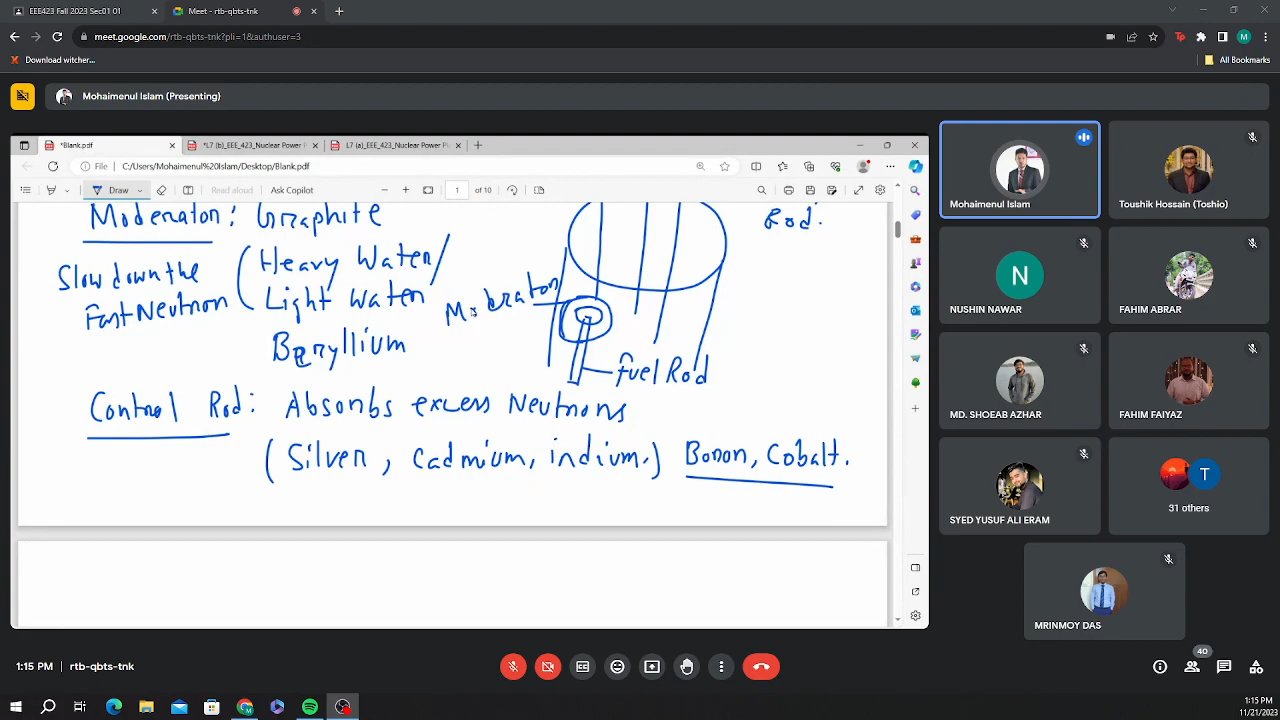 EEE423 Fall 2023 Sec01 01
Meet - rtb-qbts-tnk
meet.google.com/rtb-qbts-tnk?pli=1&authuser=3
Download witcher...
All Bookmarks
Mohaimenul Islam (Presenting)
*Blank.pdf
*L7 (b)_EEE_423_Nuclear Power P
L7 (a)_EEE_423_Nuclear Power PL
File
C:/Users/Mohaimenul%20Islam/Desktop/Blank.pdf
Draw
Read aloud
Ask Copilot
1 of 10
Moderator: Graphite
Rod.
Slow down the
Fast Neutron
Heavy Water/
Light Water
Beryllium
Moderator
fuel Rod
Control Rod: Absorbs excess Neutrons
(Silver, Cadmium, indium.) Boron, Cobalt.
Mohaimenul Islam
Toushik Hossain (Toshio)
N
NUSHIN NAWAR
FAHIM ABRAR
MD. SHOEAB AZHAR
FAHIM FAIYAZ
SYED YUSUF ALI ERAM
T
31 others
MRINMOY DAS
1:15 PM | rtb-qbts-tnk
40
1:15 PM
11/21/2023